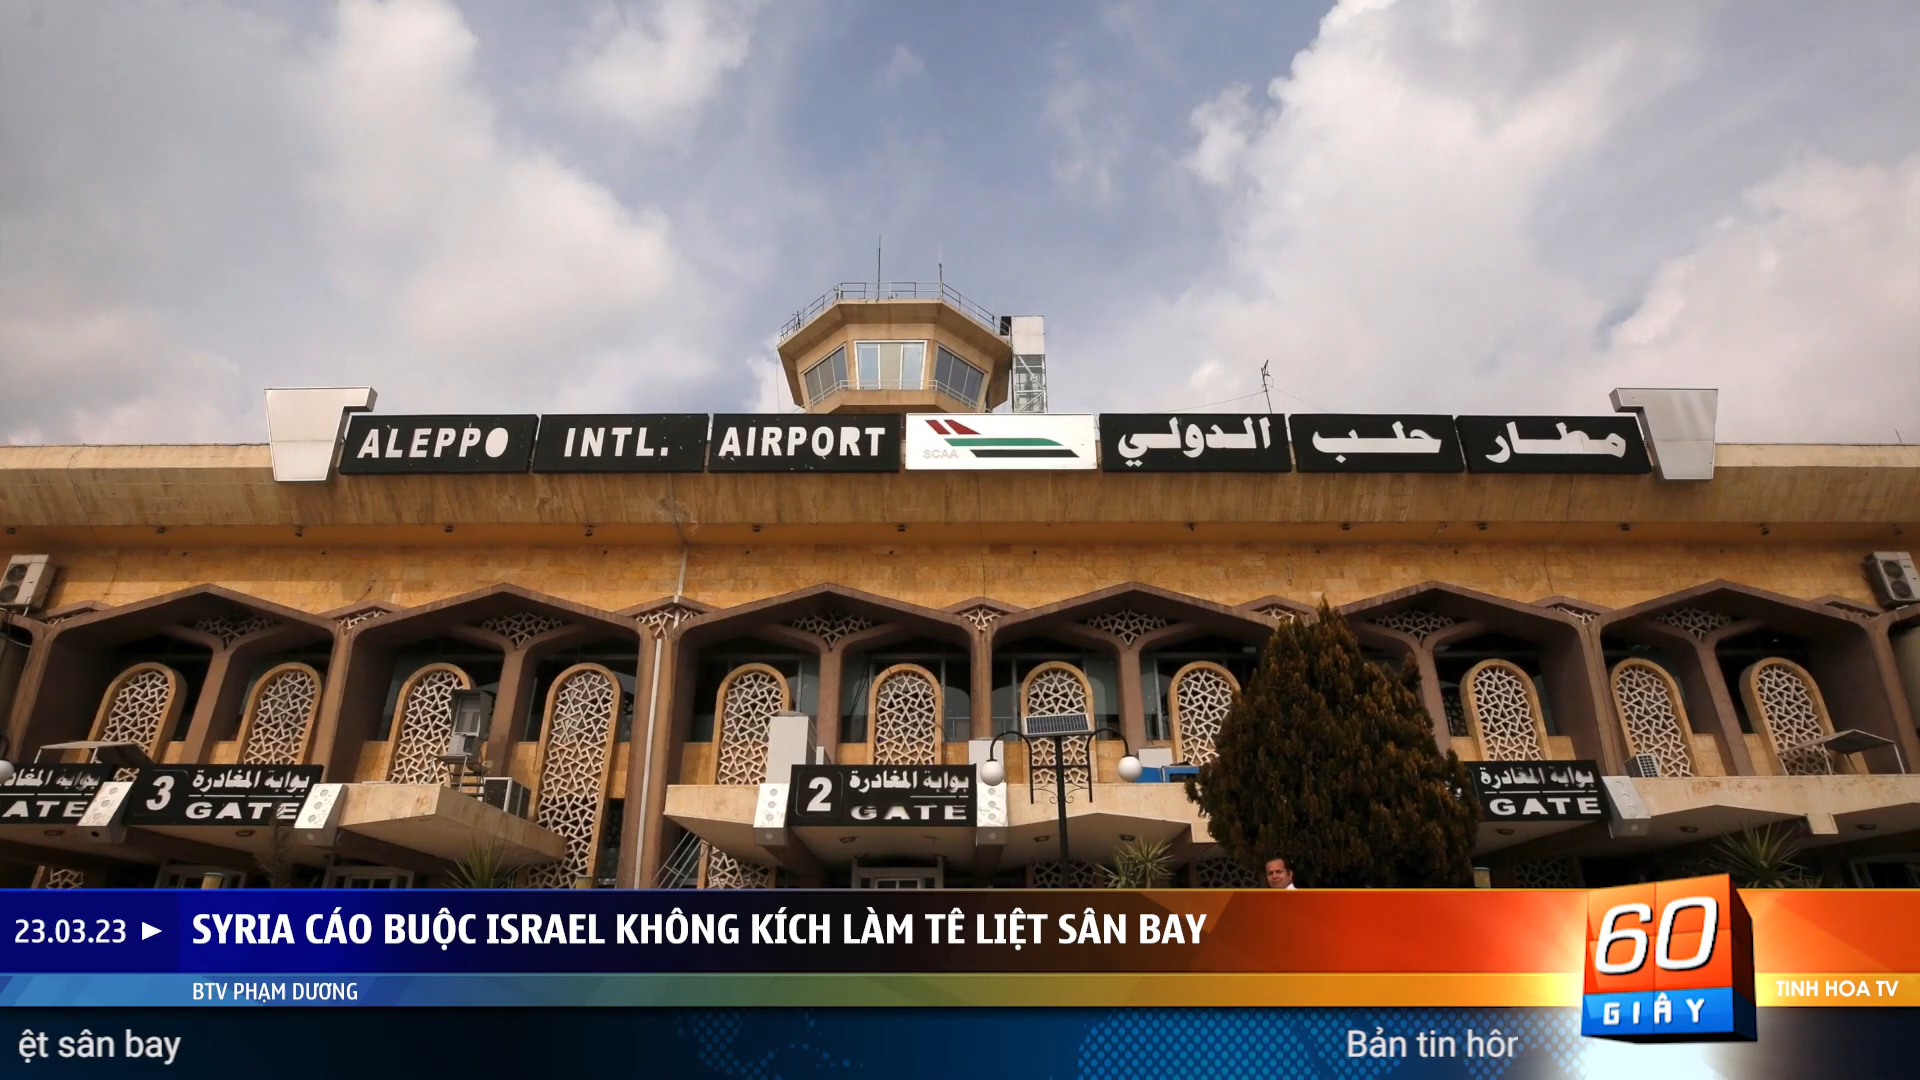 ALEPPO INTL. AIRPORT SCAA مطار حلب الدولي
بوابة المغادرة
GATE
3 بوابة المغادرة
GATE
2 بوابة المغادرة
GATE
بوابة المغادرة
GATE
23.03.23 SYRIA CÁO BUỘC ISRAEL KHÔNG KÍCH LÀM TÊ LIỆT SÂN BAY
60 GIÂY
BTV PHẠM DƯƠNG
TINH HOA TV
ệt sân bay
Bản tin hôr